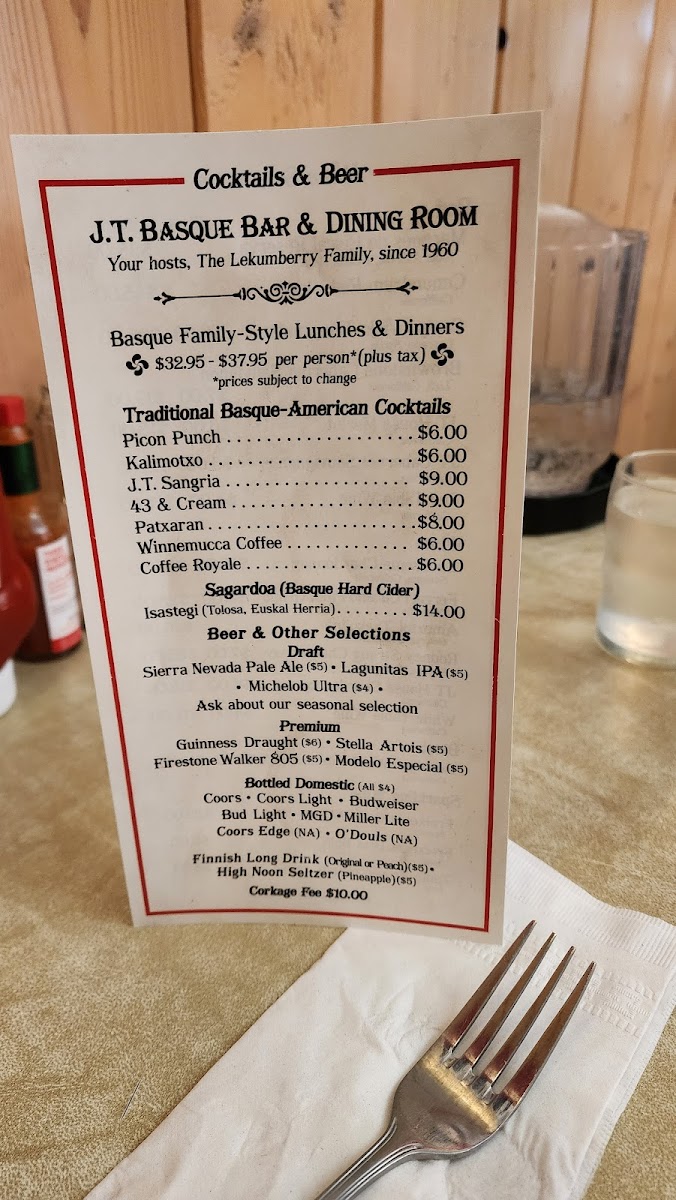 Cocktails & Beer
J.T. BASQUE BAR & DINING ROOM
Your hosts, The Lekumberry Family, since 1960
Basque Family-Style Lunches & Dinners
$32.95 - $37.95 per person*(plus tax)
*prices subject to change
Traditional Basque-American Cocktails
Picon Punch . . . . . . . . . . . . . . . . . . . $6.00
Kalimotxo . . . . . . . . . . . . . . . . . . . . . $6.00
J.T. Sangria . . . . . . . . . . . . . . . . . . . $9.00
43 & Cream . . . . . . . . . . . . . . . . . . . $9.00
Patxaran . . . . . . . . . . . . . . . . . . . . . . $8.00
Winnemucca Coffee . . . . . . . . . . . . . $6.00
Coffee Royale . . . . . . . . . . . . . . . . . . $6.00
Sagardoa (Basque Hard Cider)
Isastegi (Tolosa, Euskal Herria). . . . . . . . $14.00
Beer & Other Selections
Draft
Sierra Nevada Pale Ale ($5) • Lagunitas IPA ($5)
• Michelob Ultra ($4) •
Ask about our seasonal selection
Premium
Guinness Draught ($6) • Stella Artois ($5)
Firestone Walker 805 ($5) • Modelo Especial ($5)
Bottled Domestic (All $4)
Coors • Coors Light • Budweiser
Bud Light • MGD • Miller Lite
Coors Edge (NA) • O'Douls (NA)
Finnish Long Drink (Original or Peach)($5) •
High Noon Seltzer (Pineapple)($5)
Corkage Fee $10.00